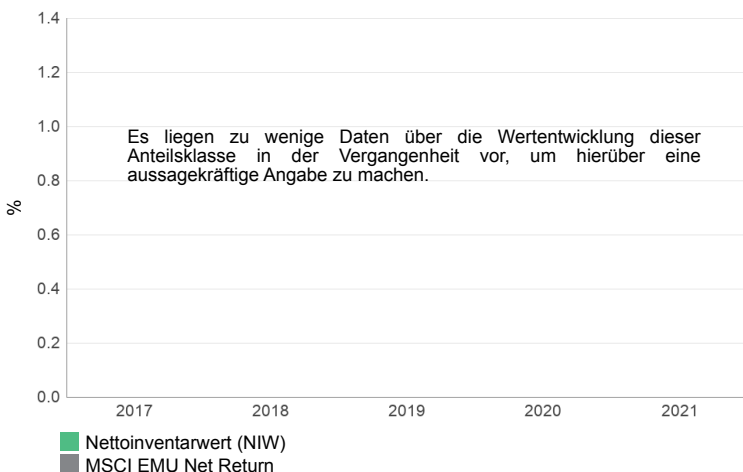 1.4
1.2
1.0
Es liegen zu wenige Daten über die Wertentwicklung dieser
Anteilsklasse in der Vergangenheit vor, um hierüber eine
aussagekräftige Angabe zu machen.
0.8
%
0.6
0.4
0.2
0.0
2017 2018 2019 2020 2021
Nettoinventarwert (NIW)
MSCI EMU Net Return